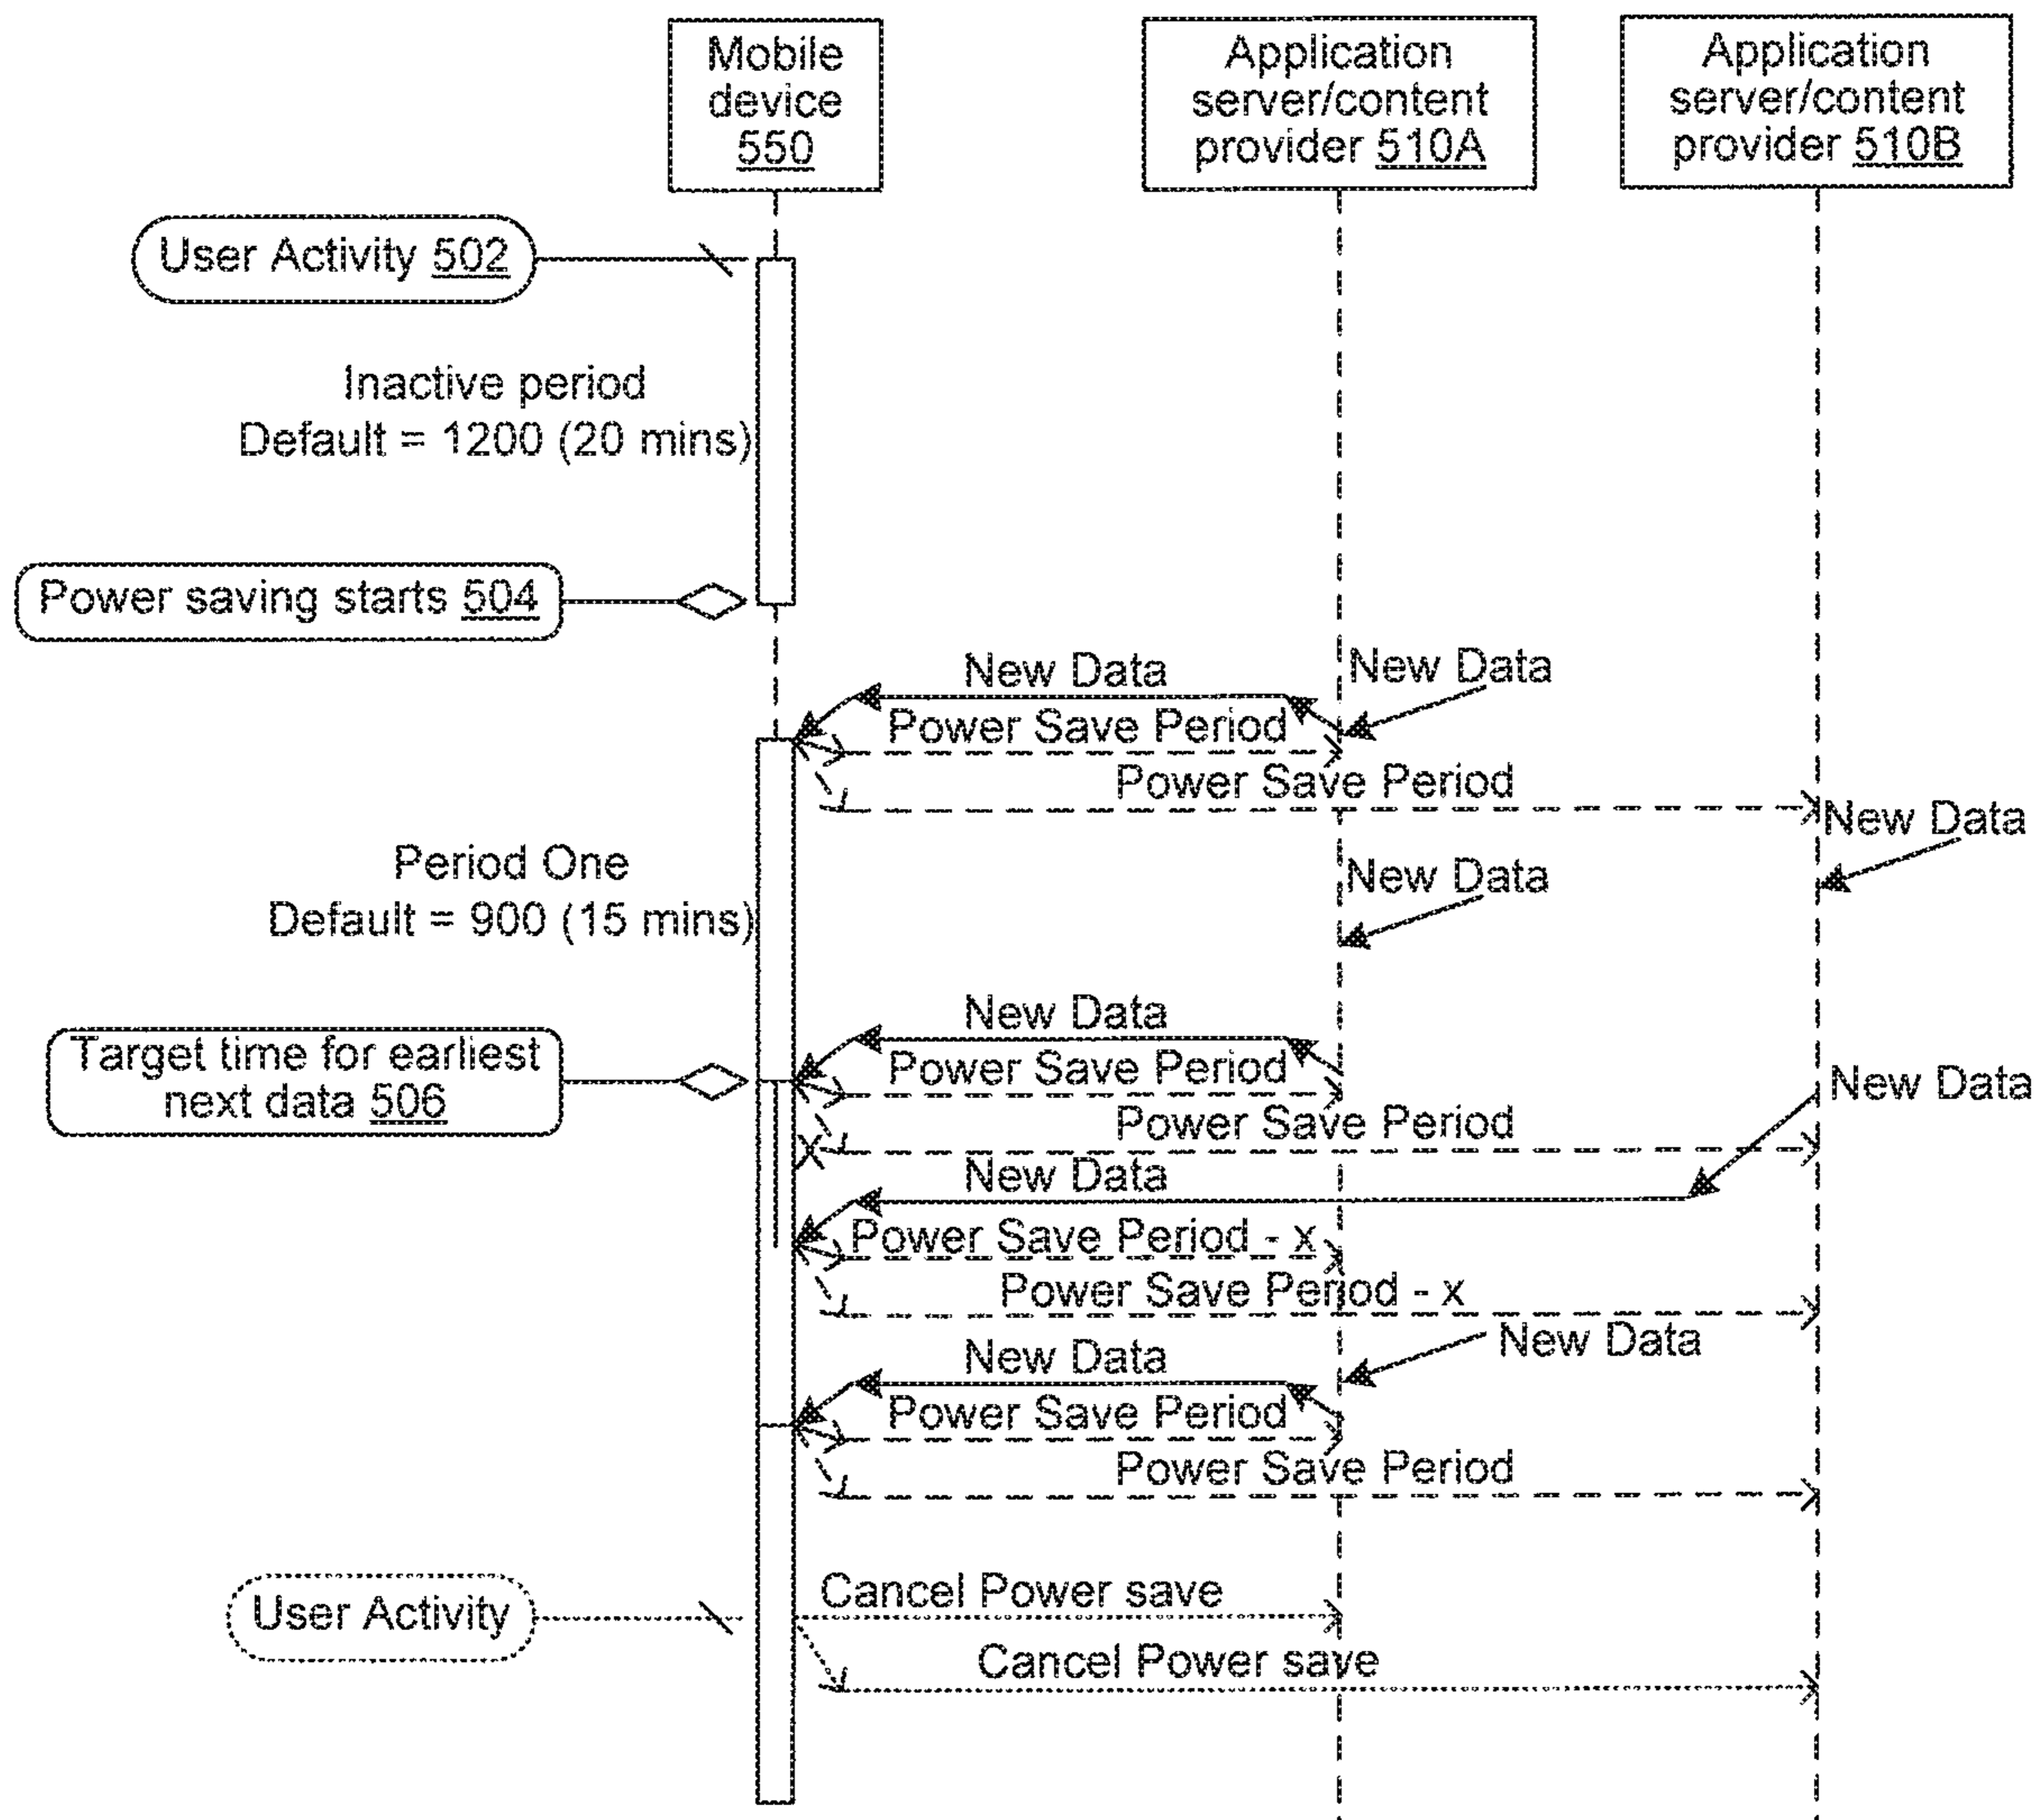 Mobile
device
550
Application
server/content
provider 510A
Application
server/content
provider 510B
User Activity 502
Inactive period
Default = 1200 (20 mins)
Power saving starts 504
New Data
New Data
Power Save Period
Power Save Period
New Data
Period One
Default = 900 (15 mins)
New Data
New Data
Target time for earliest
next data 506
Power Save Period
New Data
Power Save Period
X
New Data
Power Save Period - x
Power Save Period - x
New Data
New Data
Power Save Period
Power Save Period
User Activity
Cancel Power save
Cancel Power save